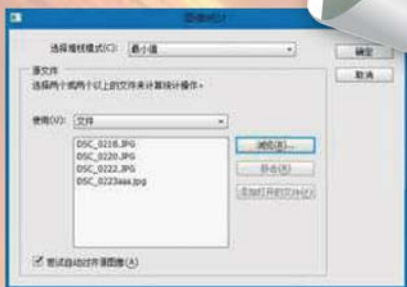 图像统计
选择堆栈模式(C): 最小值
确定
取消
源文件
选择两个或两个以上的文件来计算统计操作。
使用(V): 文件
DSC_0218.JPG
DSC_0220.JPG
DSC_0222.JPG
DSC_0223aaa.jpg
浏览(B)...
移去(R)
添加打开的文件(F)
尝试自动对齐源图像(A)